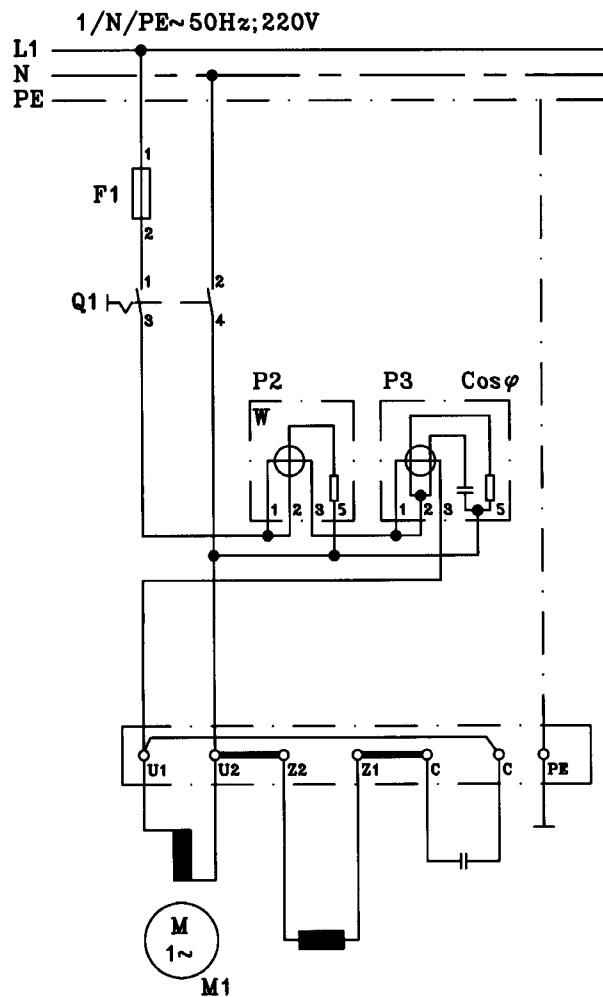 1/N/PE~50Hz;220V
L1
N
PE
1
F1
2
1 2
Q1
3 4
P2 P3 Cosφ
W
1 2 3 5 1 2 3 5
U1 U2 Z2 Z1 C C PE
M
1~
M1